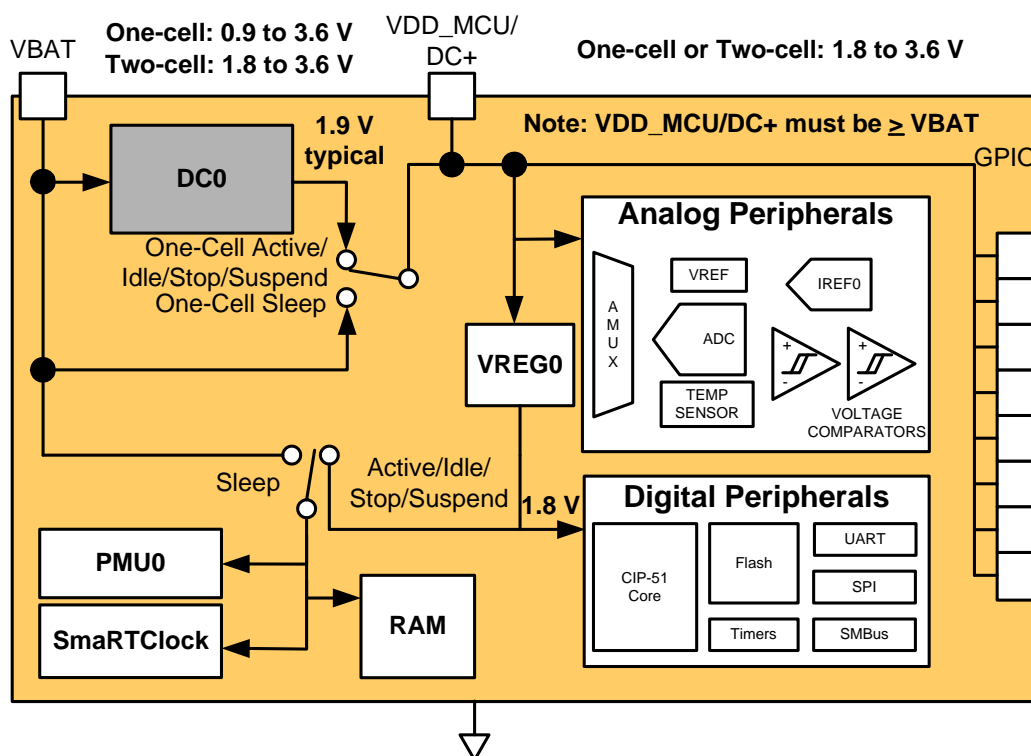 VBAT
One-cell: 0.9 to 3.6 V
Two-cell: 1.8 to 3.6 V
VDD_MCU/
DC+
One-cell or Two-cell: 1.8 to 3.6 V
Note: VDD_MCU/DC+ must be ≥ VBAT
GPIO
1.9 V
typical
DC0
One-Cell Active/
Idle/Stop/Suspend
One-Cell Sleep
VREG0
Analog Peripherals
AMUX
VREF
IREF0
ADC
TEMP
SENSOR
+
-
+
-
VOLTAGE
COMPARATORS
Sleep
Active/Idle/
Stop/Suspend
1.8 V
Digital Peripherals
CIP-51
Core
Flash
Timers
UART
SPI
SMBus
PMU0
SmaRTClock
RAM